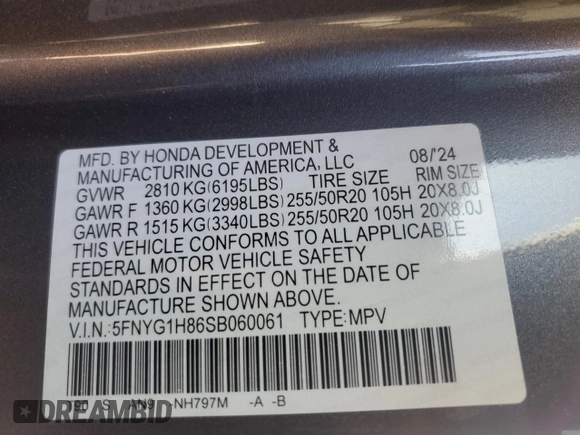 MFD. BY HONDA DEVELOPMENT &
MANUFACTURING OF AMERICA, LLC 08/'24
GVWR 2810 KG(6195LBS) TIRE SIZE RIM SIZE
GAWR F 1360 KG(2998LBS) 255/50R20 105H 20X8.0J
GAWR R 1515 KG(3340LBS) 255/50R20 105H 20X8.0J
THIS VEHICLE CONFORMS TO ALL APPLICABLE
FEDERAL MOTOR VEHICLE SAFETY
STANDARDS IN EFFECT ON THE DATE OF
MANUFACTURE SHOWN ABOVE.
V.I.N.:5FNYG1H86SB060061 TYPE:MPV
NH797M -A -B
DREAMBID.COM